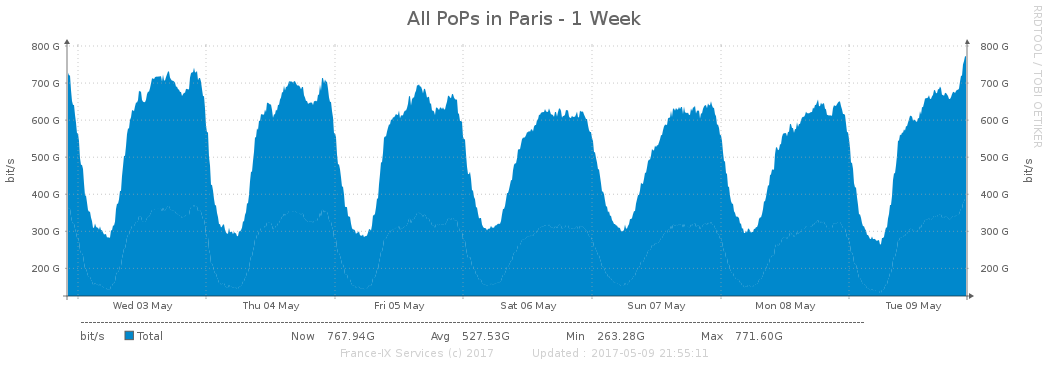 All PoPs in Paris - 1 Week
RRDTOOL / TOBI OETIKER
800 G 800 G
700 G 700 G
600 G 600 G
500 G 500 G
bit/s bit/s
400 G 400 G
300 G 300 G
200 G 200 G
Wed 03 May Thu 04 May Fri 05 May Sat 06 May Sun 07 May Mon 08 May Tue 09 May
bit/s Total Now 767.94G Avg 527.53G Min 263.28G Max 771.60G
France-IX Services (c) 2017 Updated : 2017-05-09 21:55:11